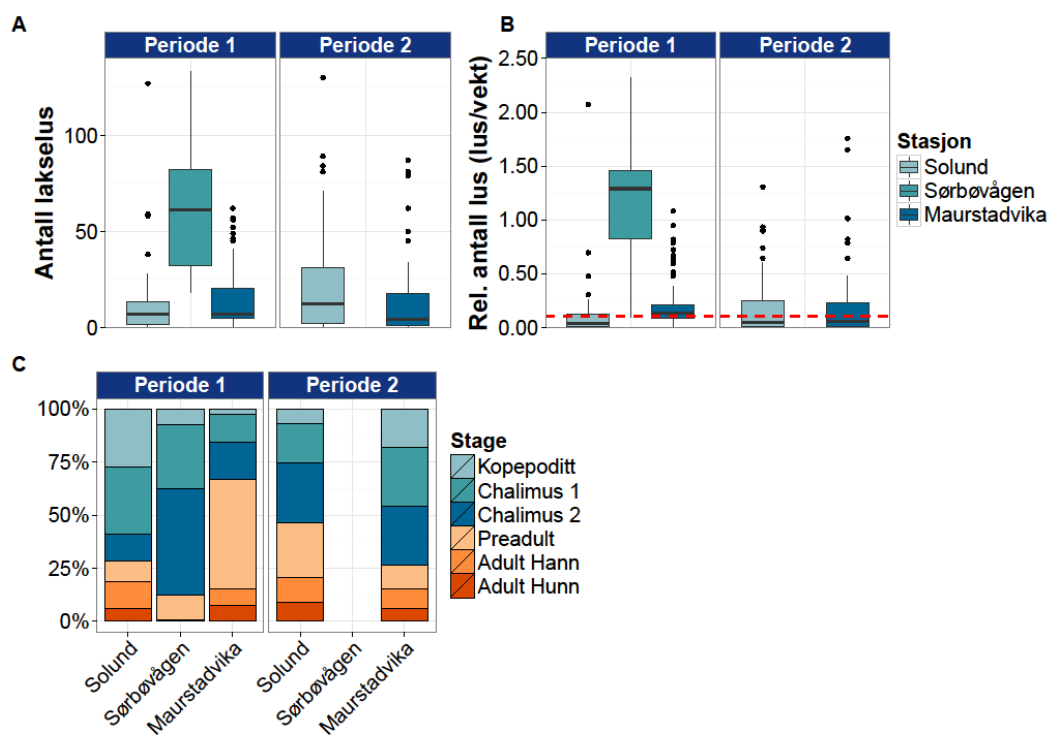 A
Periode 1
Periode 2
Antall lakselus
100
50
0
B
Periode 1
Periode 2
Rel. antall lus (lus/vekt)
2.50
2.00
1.50
1.00
0.50
0.00
Stasjon
Solund
Sørbøvågen
Maurstadvika
C
Periode 1
Periode 2
100%
75%
50%
25%
0%
Solund
Sørbøvågen
Maurstadvika
Solund
Sørbøvågen
Maurstadvika
Stage
Kopepoditt
Chalimus 1
Chalimus 2
Preadult
Adult Hann
Adult Hunn